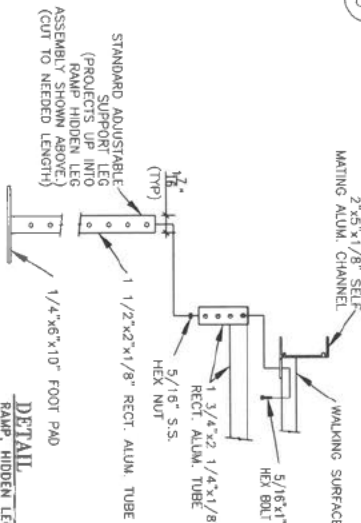 2"x5"x1/8" SELF
MATING ALUM. CHANNEL
WALKING SURFACE
5/16"x1"
HEX BOLT
1 3/4"x2 1/4"x1/8
RECT. ALUM. TUBE
5/16" S.S.
HEX NUT
(TYP)
STANDARD ADJUSTABLE
SUPPORT LEG
(PROJECTS UP INTO
RAMP HIDDEN LEG
ASSEMBLY SHOWN ABOVE.)
(CUT TO NEEDED LENGTH)
1 1/2"x2"x1/8" RECT. ALUM. TUBE
1/4"x6"x10" FOOT PAD
DETAIL
RAMP, HIDDEN LE